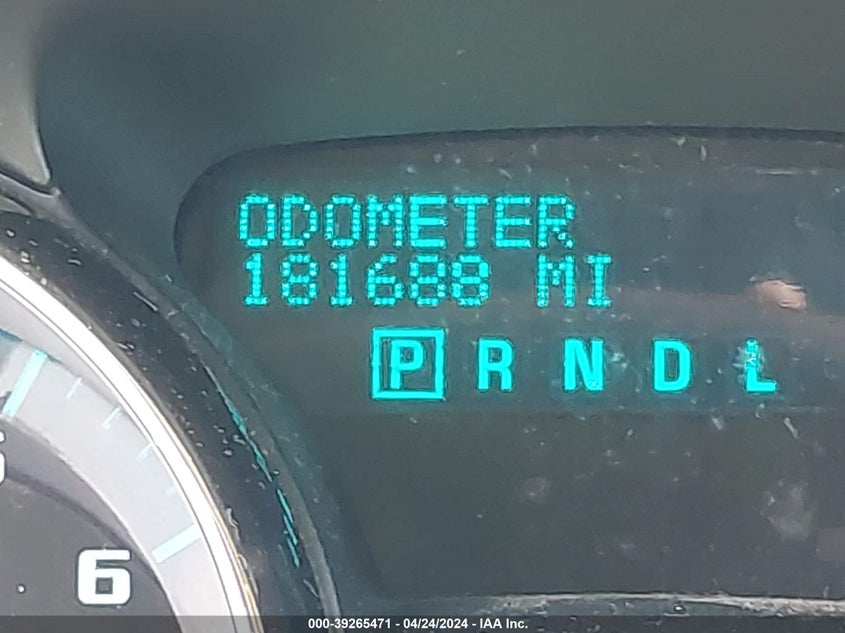 ODOMETER
181688 MI
P R N D L
6
000-39265471 - 04/24/2024 - IAA Inc.